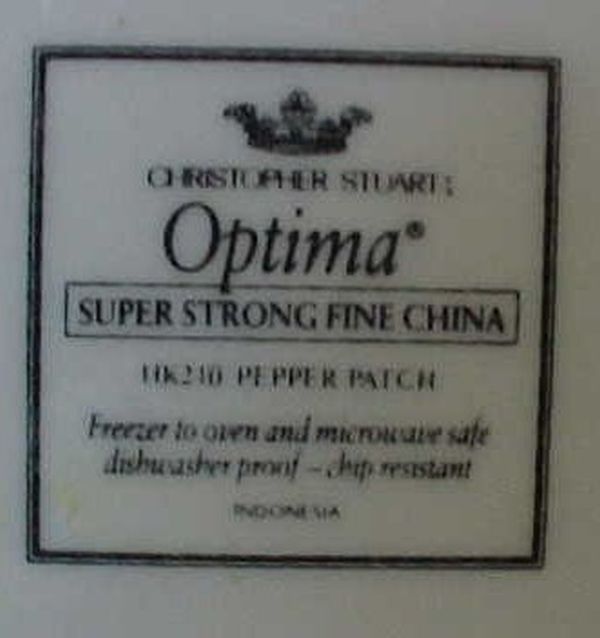 CHRISTOPHER STUART
Optima®
SUPER STRONG FINE CHINA
HK210 PEPPER PATCH
Freezer to oven and microwave safe
dishwasher proof – chip resistant
INDONESIA